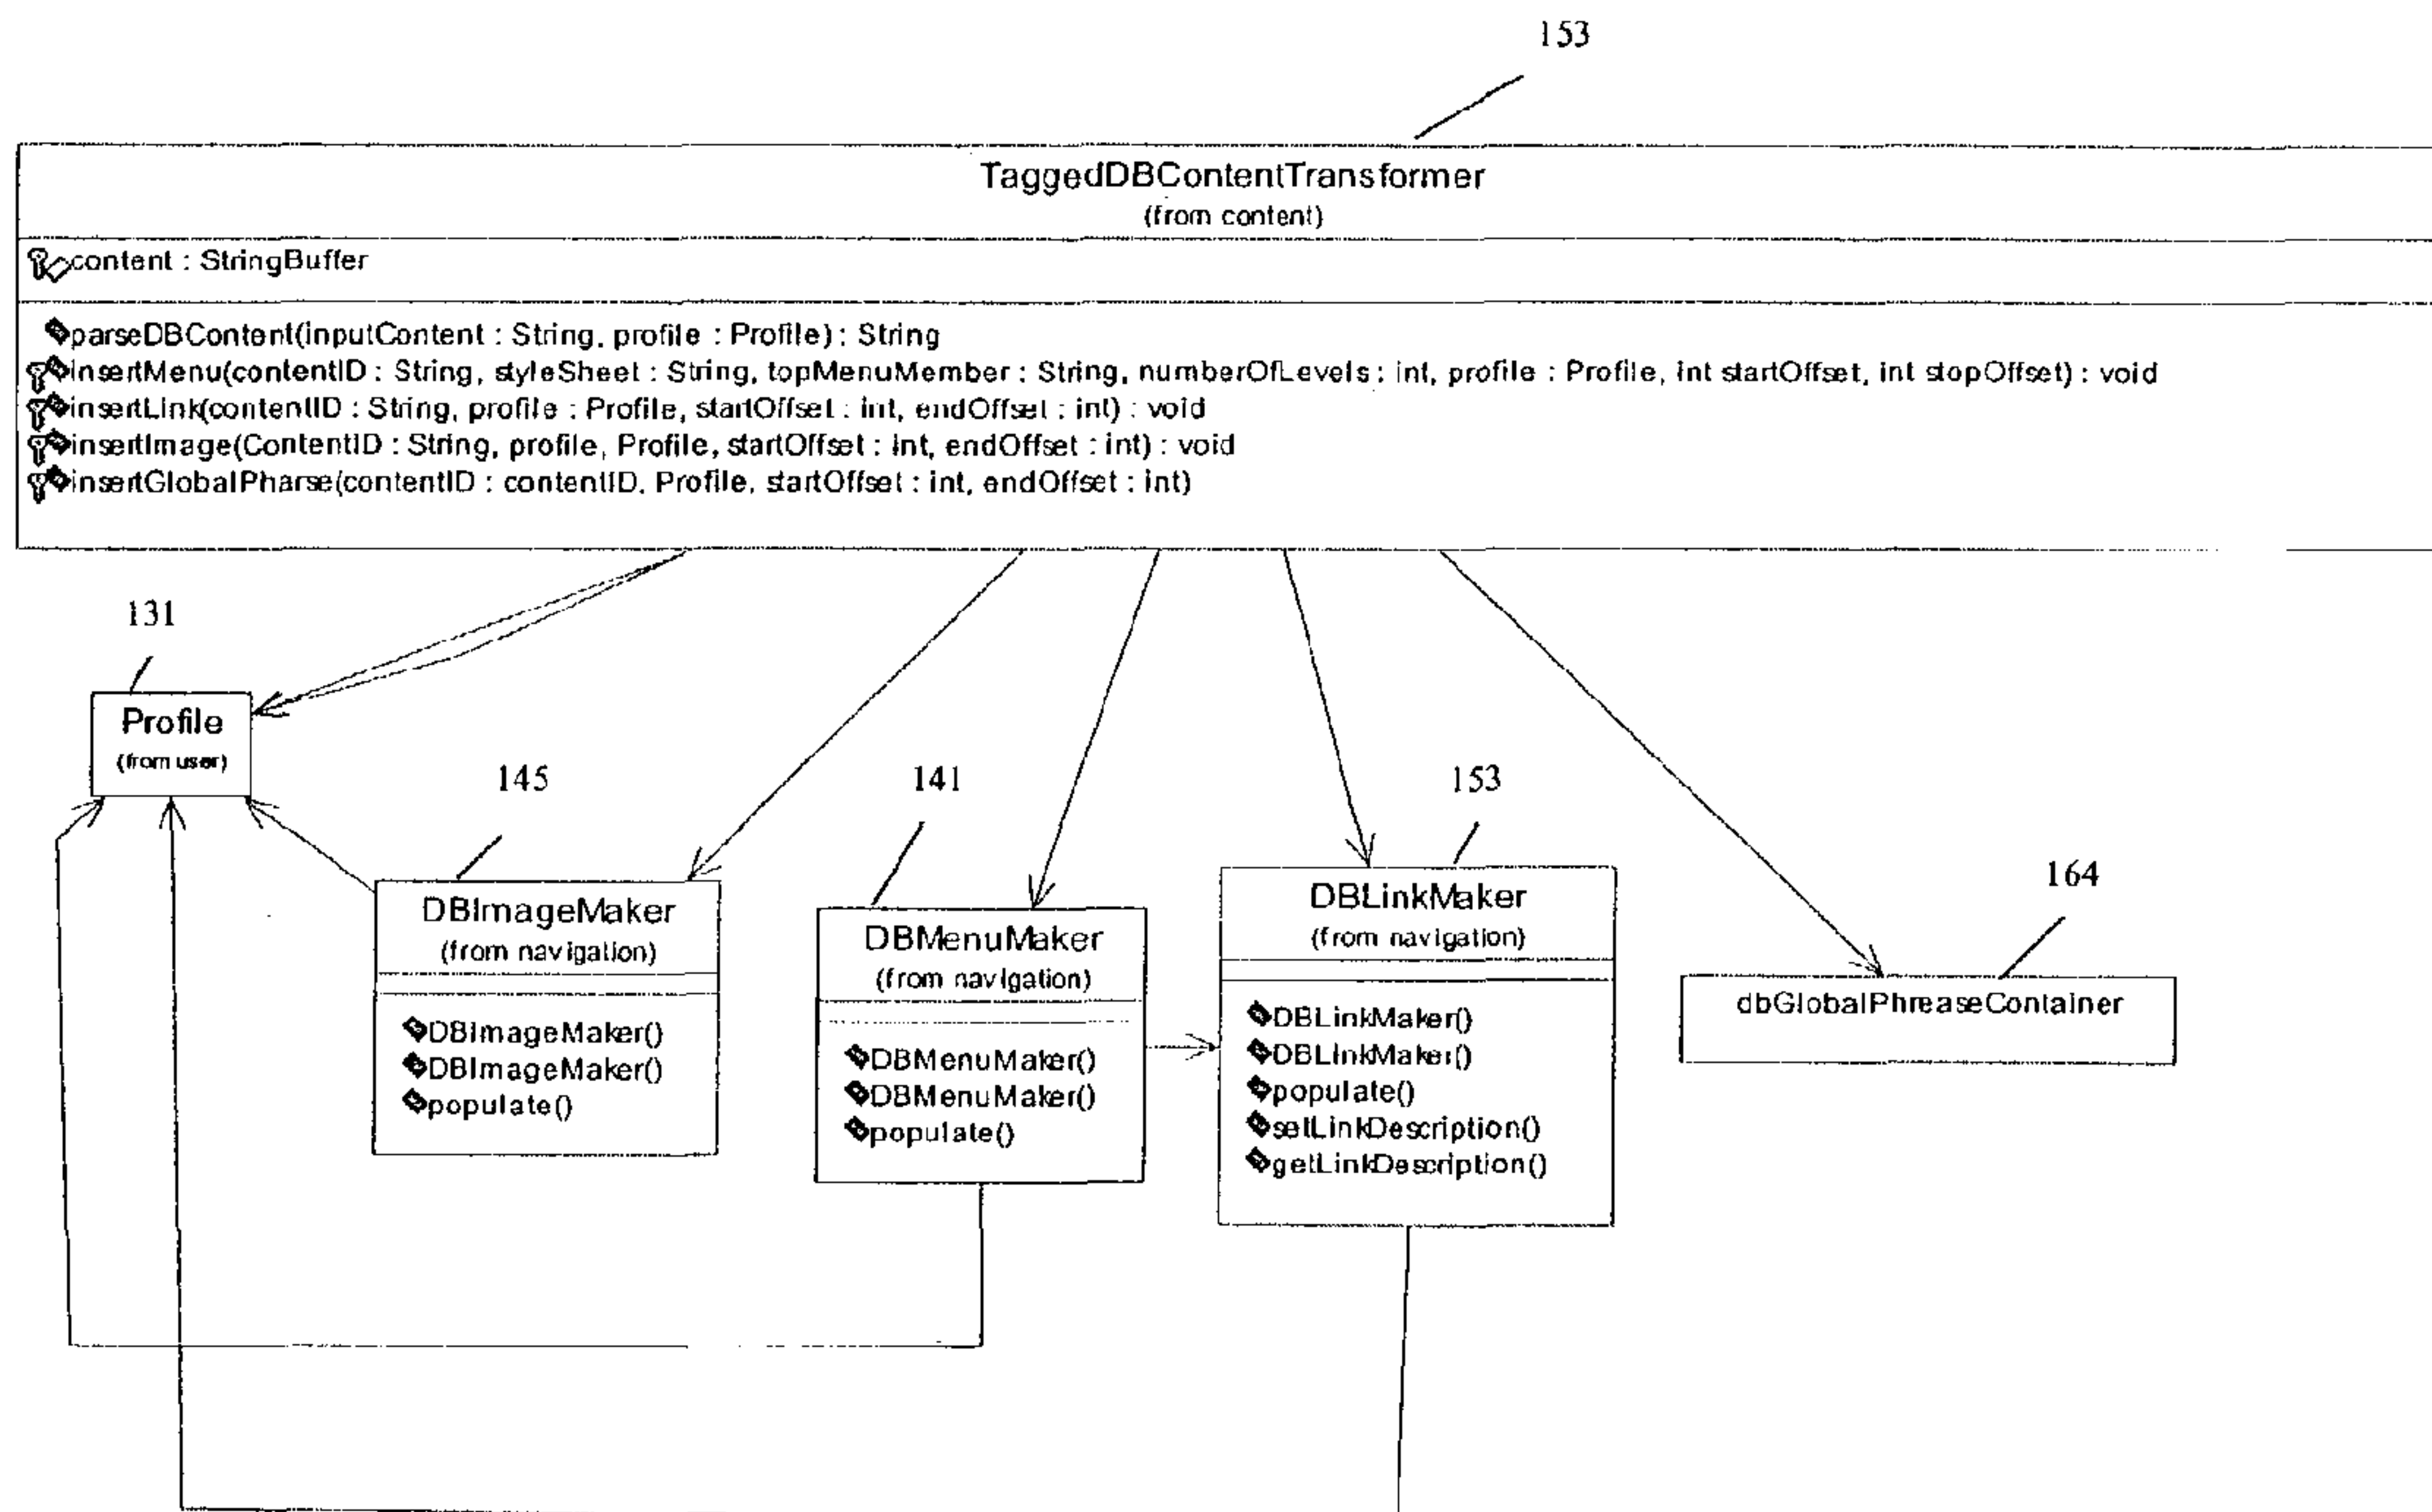 153
TaggedDBContentTransformer
(from content)
content : StringBuffer
parseDBContent(inputContent : String, profile : Profile) : String
insertMenu(contentID : String, styleSheet : String, topMenuMember : String, numberOfLevels : int, profile : Profile, int startOffset, int stopOffset) : void
insertLink(contentIID : String, profile : Profile, startOffset : int, endOffset : int) : void
insertImage(ContentID : String, profile, Profile, startOffset : int, endOffset : int) : void
insertGlobalPharse(contentID : contentID, Profile, startOffset : int, endOffset : int)
131
Profile
(from user)
145
DBImageMaker
(from navigation)
DBImageMaker()
DBImageMaker()
populate()
141
DBMenuMaker
(from navigation)
DBMenuMaker()
DBMenuMaker()
populate()
153
DBLinkMaker
(from navigation)
DBLinkMaker()
DBLinkMaker()
populate()
setLinkDescription()
getLinkDescription()
164
dbGlobalPhreaseContainer